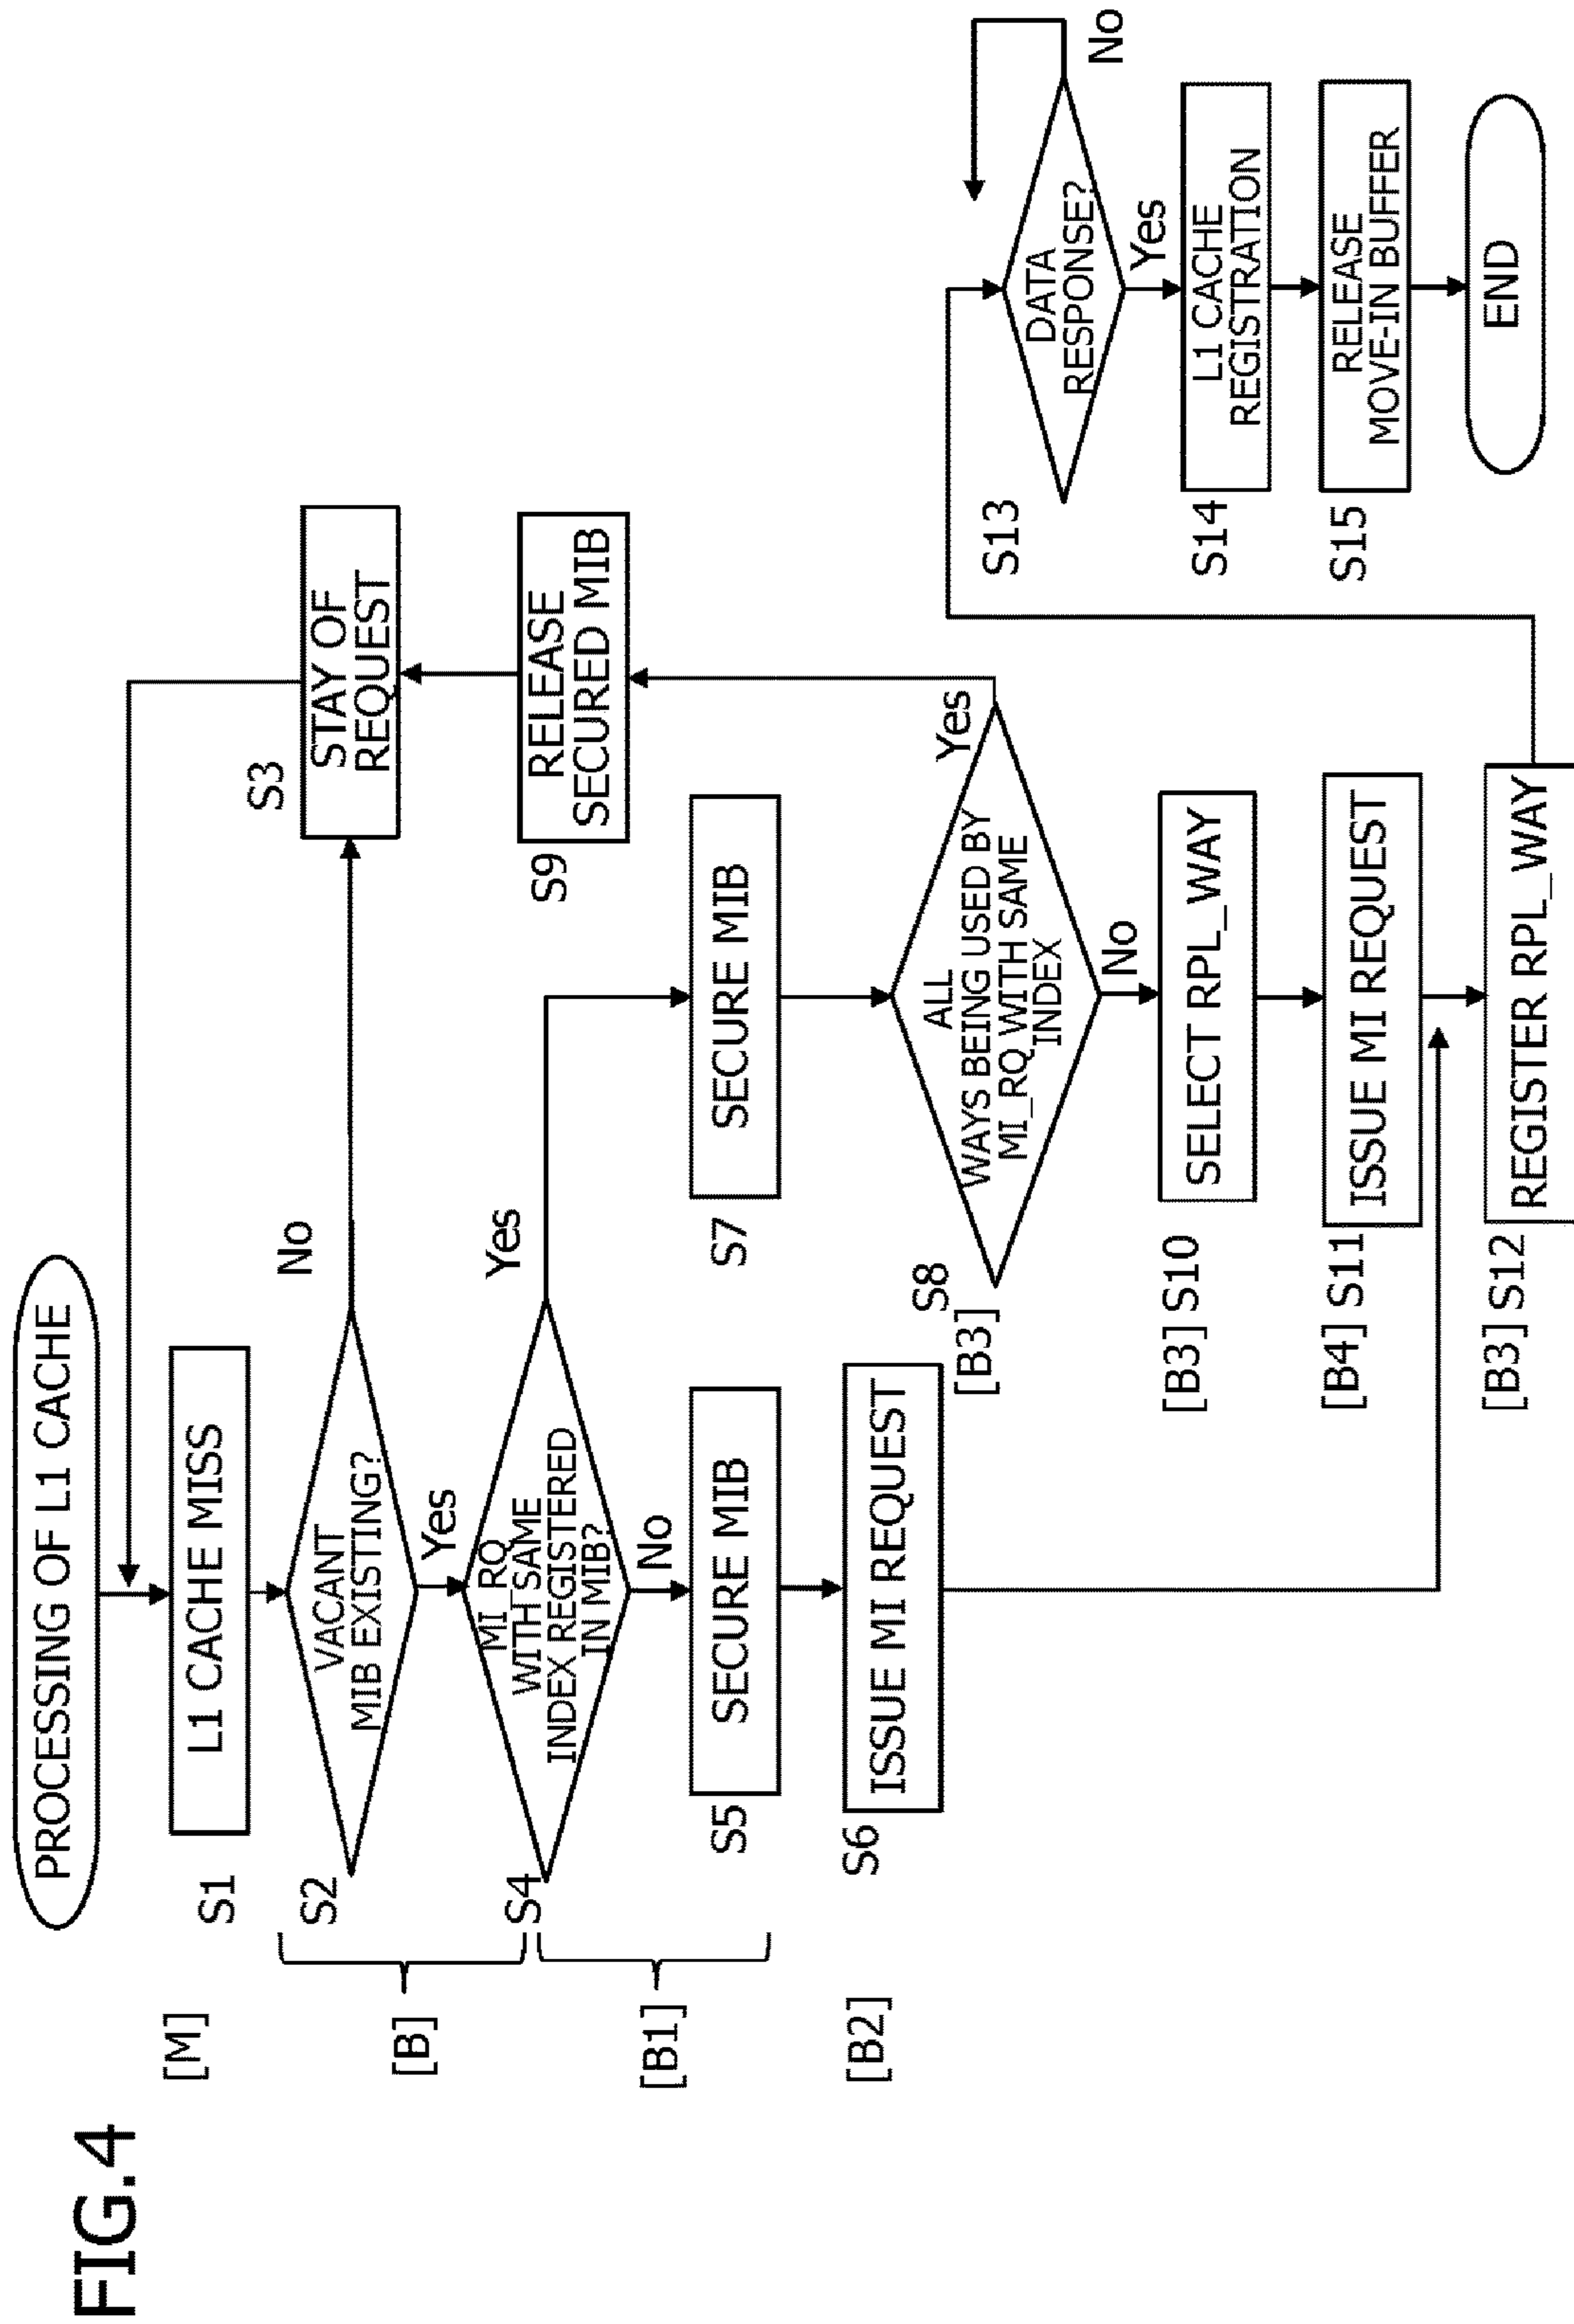 FIG.4
PROCESSING OF L1 CACHE
[M]
S1
L1 CACHE MISS
[B]
S2
VACANT
MIB EXISTING?
No
Yes
S3
STAY OF
REQUEST
[B1]
S4
MI_RQ
WITH SAME
INDEX REGISTERED
IN MIB?
Yes
No
S5
SECURE MIB
[B2]
S6
ISSUE MI REQUEST
S7
SECURE MIB
S8
[B3]
ALL
WAYS BEING USED BY
MI_RQ WITH SAME
INDEX
Yes
No
S9
RELEASE
SECURED MIB
[B3] S10
SELECT RPL_WAY
[B4] S11
ISSUE MI REQUEST
[B3] S12
REGISTER RPL_WAY
S13
DATA
RESPONSE?
No
Yes
S14
L1 CACHE
REGISTRATION
S15
RELEASE
MOVE-IN BUFFER
END